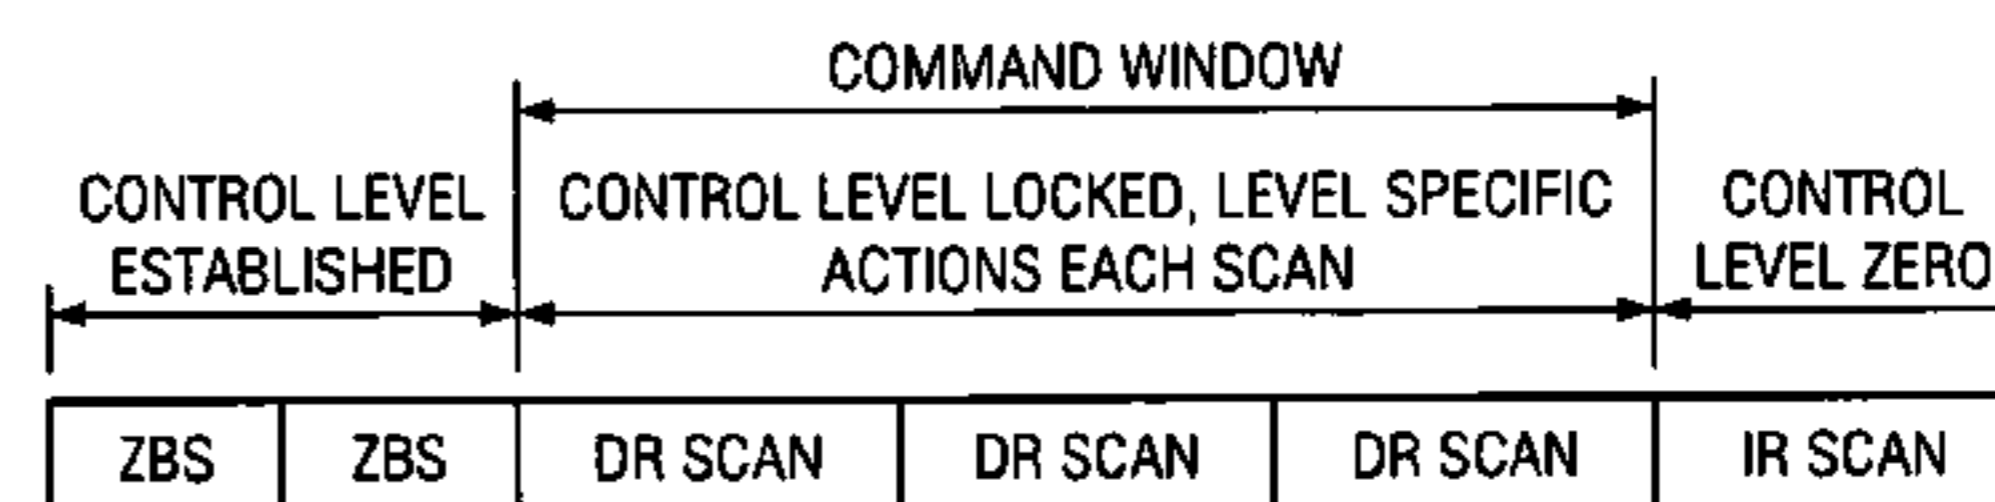 COMMAND WINDOW
CONTROL LEVEL
ESTABLISHED
CONTROL LEVEL LOCKED, LEVEL SPECIFIC
ACTIONS EACH SCAN
CONTROL
LEVEL ZERO
ZBS
ZBS
DR SCAN
DR SCAN
DR SCAN
IR SCAN